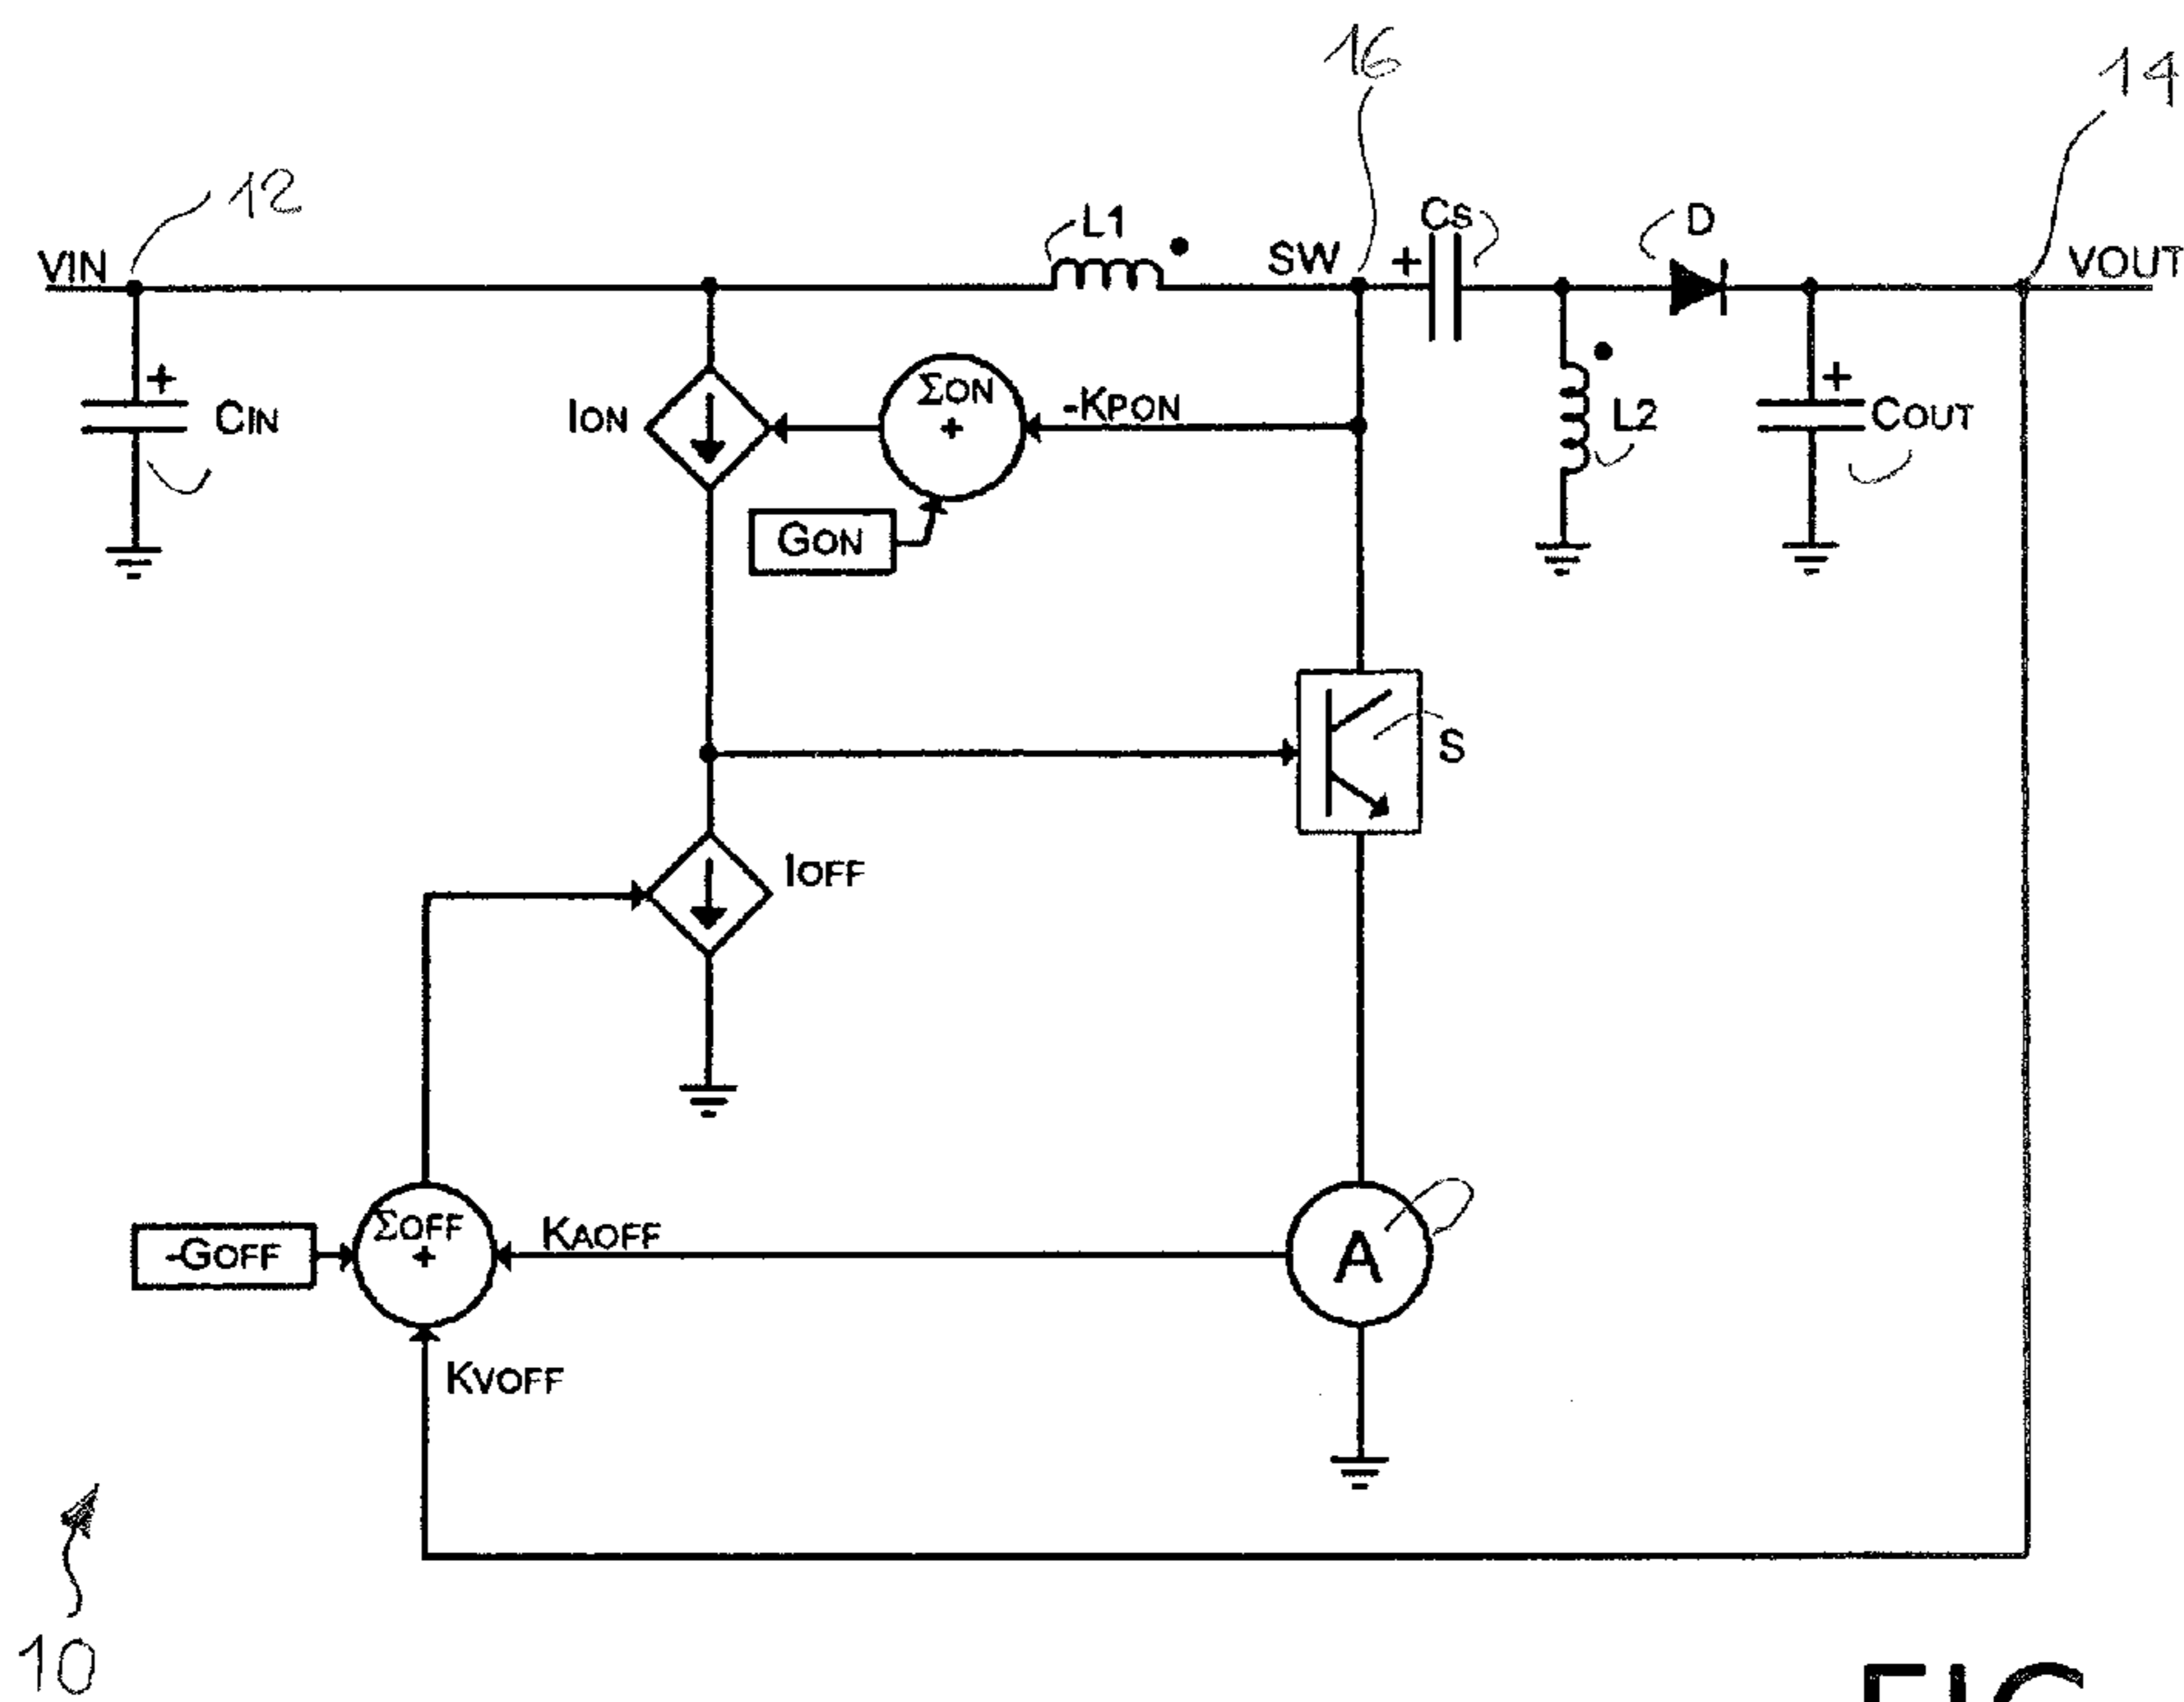 16
14
12
L1
CS
D
VIN
SW
+
VOUT
+
CIN
ION
ΣON
+
-KPON
L2
+
COUT
GON
S
IOFF
-GOFF
ΣOFF
+
KAOFF
A
KVOFF
10